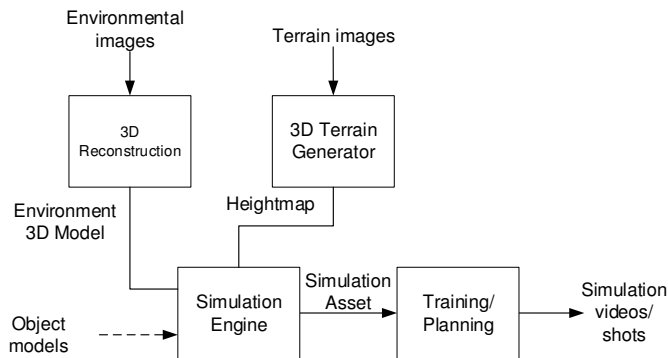 Environmental
images
Terrain images
3D
Reconstruction
3D Terrain
Generator
Environment
3D Model
Heightmap
Simulation
Engine
Simulation
Asset
Training/
Planning
Simulation
videos/
shots
Object
models